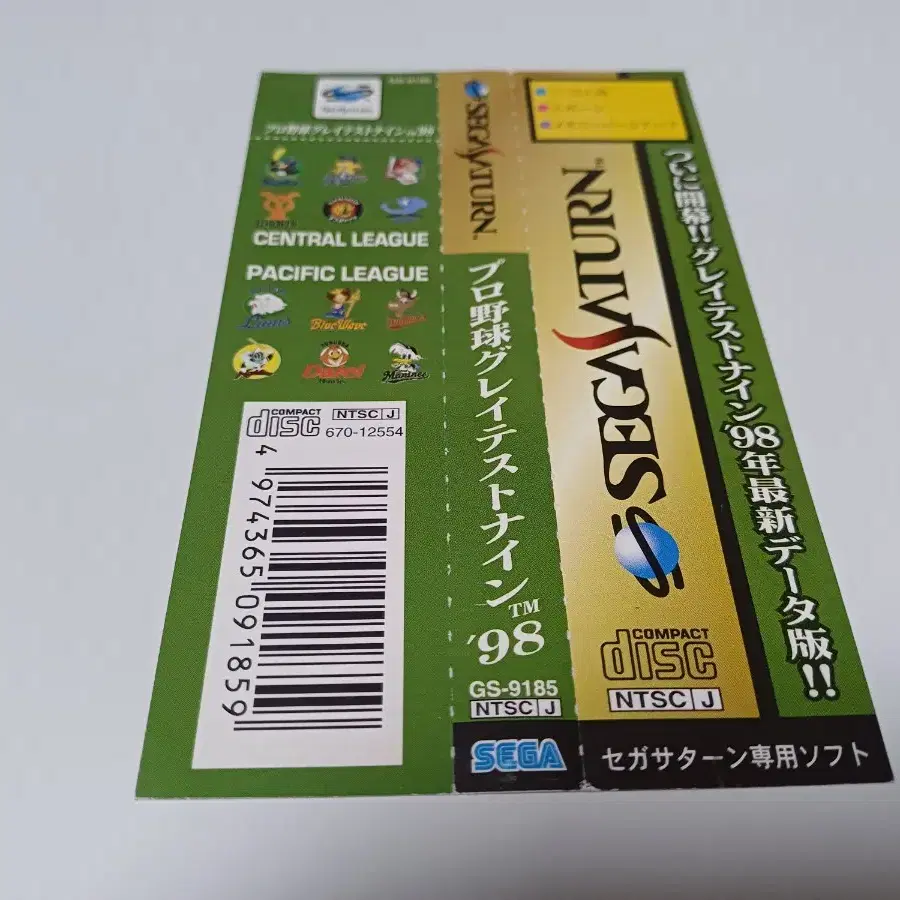 プロ野球グレイテストナイン'98
CENTRAL LEAGUE
PACIFIC LEAGUE
Lions
BlueWave
Daiei
Marines
COMPACT
disc
NTSC J
670-12554
4 974365 091859
SEGA SATURN™
プロ野球グレイテストナイン™
'98
GS-9185
NTSC J
SEGA
SEGA SATURN™
COMPACT
disc
NTSC J
セガサターン専用ソフト
ついに開幕!!グレイテストナイン'98年最新データ版!!